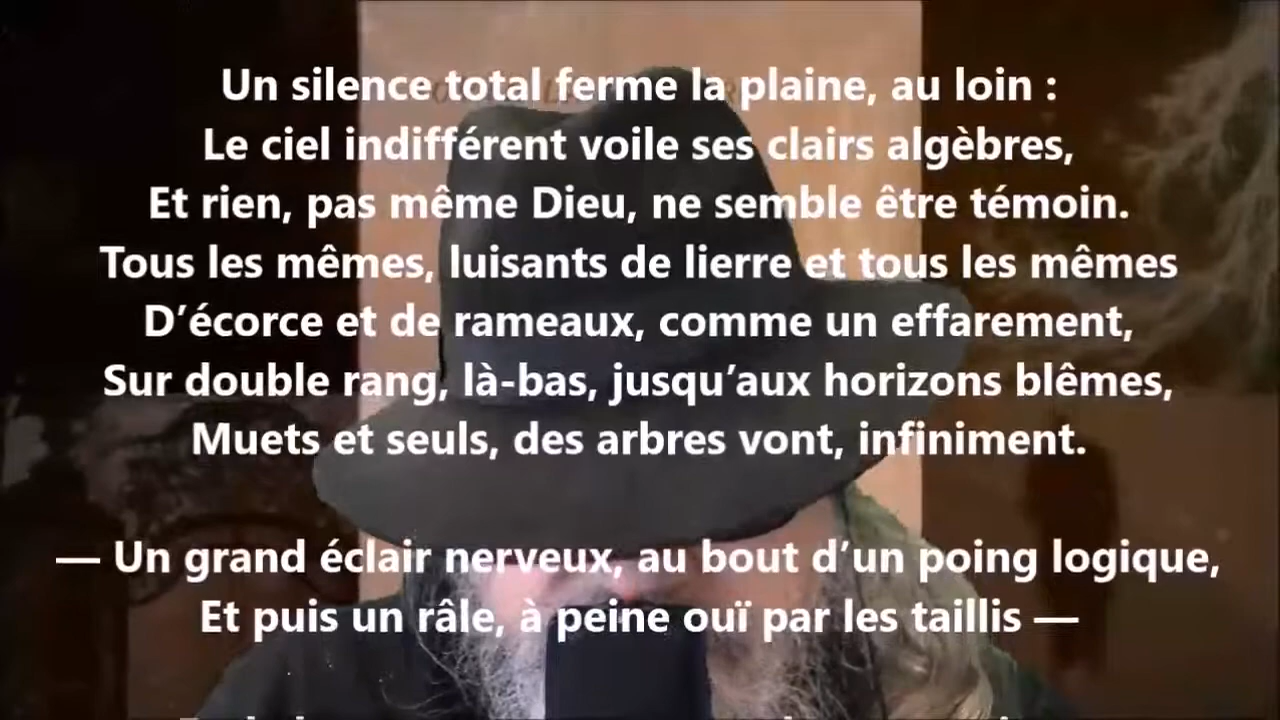 Un silence total ferme la plaine, au loin :
Le ciel indifférent voile ses clairs algèbres,
Et rien, pas même Dieu, ne semble être témoin.
Tous les mêmes, luisants de lierre et tous les mêmes
D’écorce et de rameaux, comme un effarement,
Sur double rang, là-bas, jusqu’aux horizons blêmes,
Muets et seuls, des arbres vont, infiniment.
— Un grand éclair nerveux, au bout d’un poing logique,
Et puis un râle, à peine ouï par les taillis —